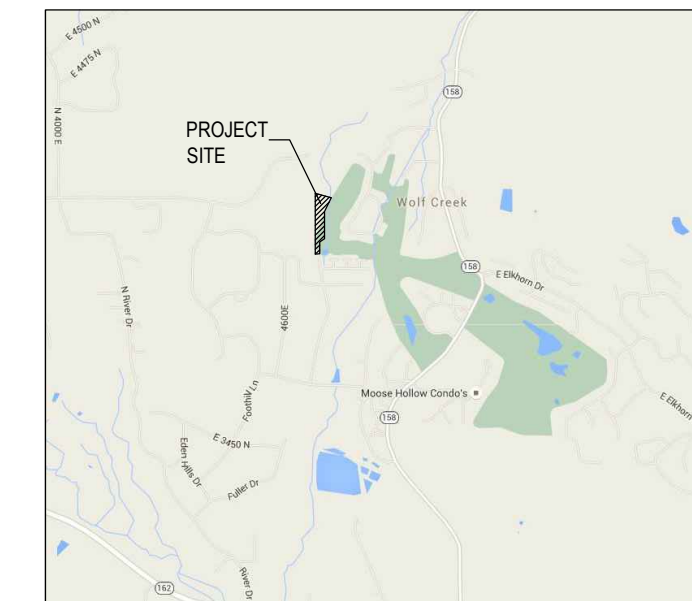 E 4500 N
E 4475 N
N 4000 E
158
PROJECT
SITE
Wolf Creek
158
E Elkhorn Dr
N River Dr
4600E
Foothill Ln
Moose Hollow Condo's
E Elkhorn
158
E 3450 N
Eden Hills Dr
Fuller Dr
River Dr
162